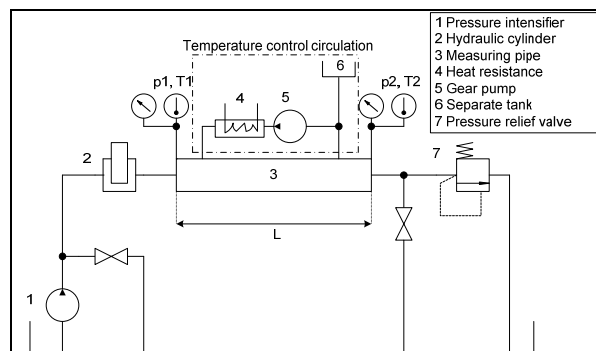 Temperature control circulation
p1, T1
p2, T2
6
4
5
2
3
7
L
1
1 Pressure intensifier
2 Hydraulic cylinder
3 Measuring pipe
4 Heat resistance
5 Gear pump
6 Separate tank
7 Pressure relief valve